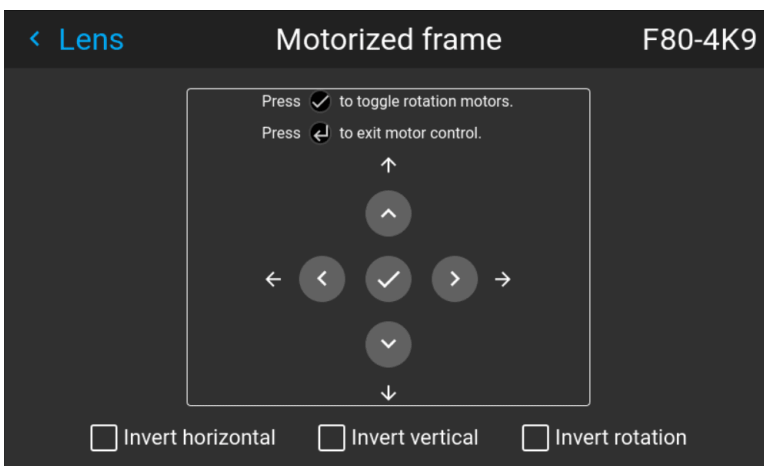 Lens Motorized frame F80-4K9
Press to toggle rotation motors.
Press to exit motor control.
Invert horizontal Invert vertical Invert rotation